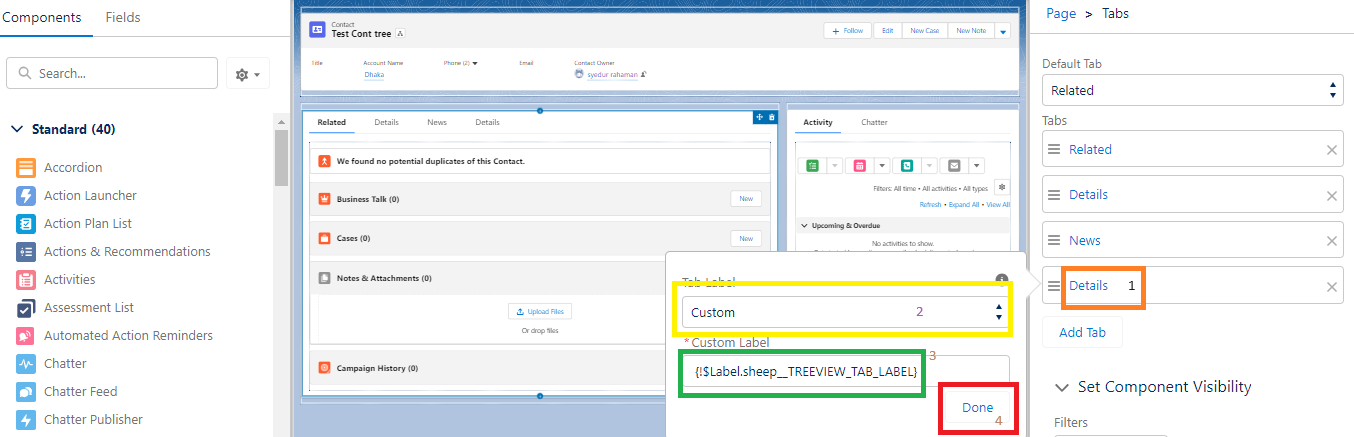 Components Fields
Search...
Standard (40)
Accordion
Action Launcher
Action Plan List
Actions & Recommendations
Activities
Assessment List
Automated Action Reminders
Chatter
Chatter Feed
Chatter Publisher
Contact
Test Cont tree
+ Follow Edit New Case New Note
Title Account Name Phone (2) Email Contact Owner
Dhaka syedur rahaman
Related Details News Details
We found no potential duplicates of this Contact.
Business Talk (0) New
Cases (0) New
Notes & Attachments (0)
Upload Files
Or drop files
Campaign History (0)
Activity Chatter
Filters: All time • All activities • All types
Refresh • Expand All • View All
Upcoming & Overdue
No activities to show.
Tab Label
Custom 2
*Custom Label
3
{!$Label.sheep__TREEVIEW_TAB_LABEL}
Done
4
Page > Tabs
Default Tab
Related
Tabs
Related
Details
News
Details 1
Add Tab
Set Component Visibility
Filters